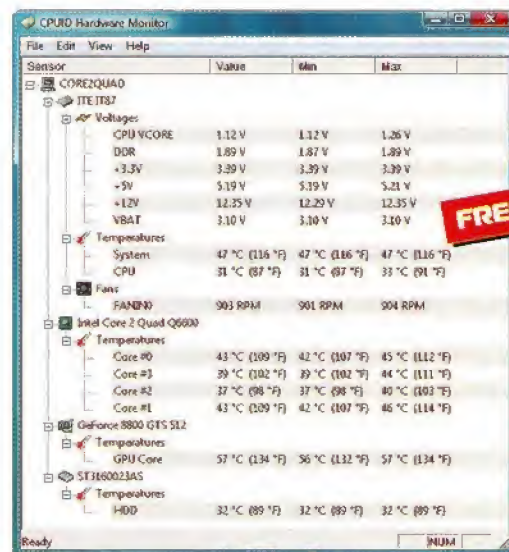 CPUID Hardware Monitor
File Edit View Help
Sensor Value Min Max
CORE2QUAD
ITE IT87
Voltages
CPU VCORE 1.12 V 1.12 V 1.26 V
DDR 1.89 V 1.87 V 1.89 V
+3.3V 3.39 V 3.39 V 3.39 V
+5V 5.19 V 5.19 V 5.21 V
+12V 12.35 V 12.29 V 12.35 V
VBAT 3.10 V 3.10 V 3.10 V
FRE
Temperatures
System 47 °C (116 °F) 47 °C (116 °F) 47 °C (116 °F)
CPU 31 °C (87 °F) 31 °C (87 °F) 33 °C (91 °F)
Fans
FANIN0 903 RPM 901 RPM 904 RPM
Intel Core 2 Quad Q6600
Temperatures
Core #0 43 °C (109 °F) 42 °C (107 °F) 45 °C (112 °F)
Core #3 39 °C (102 °F) 39 °C (102 °F) 44 °C (111 °F)
Core #2 37 °C (98 °F) 37 °C (98 °F) 40 °C (103 °F)
Core #1 43 °C (109 °F) 42 °C (107 °F) 46 °C (114 °F)
GeForce 8800 GTS 512
Temperatures
GPU Core 57 °C (134 °F) 56 °C (132 °F) 57 °C (134 °F)
ST3160023AS
Temperatures
HDD 32 °C (89 °F) 32 °C (89 °F) 32 °C (89 °F)
Ready NUM